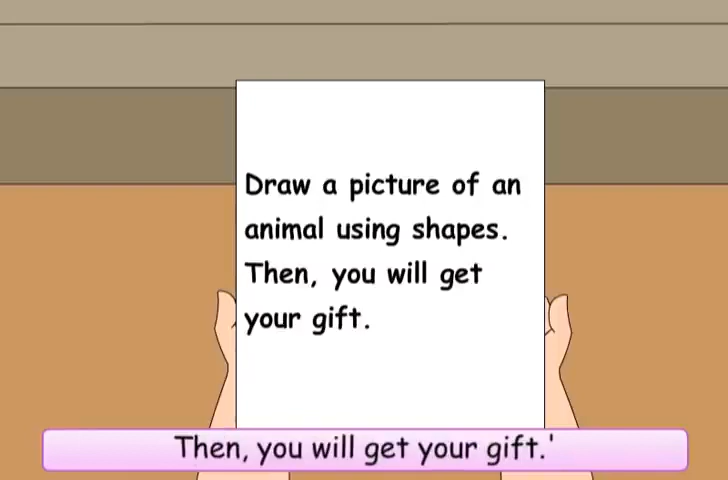 Draw a picture of an
animal using shapes.
Then, you will get
your gift.
Then, you will get your gift.'